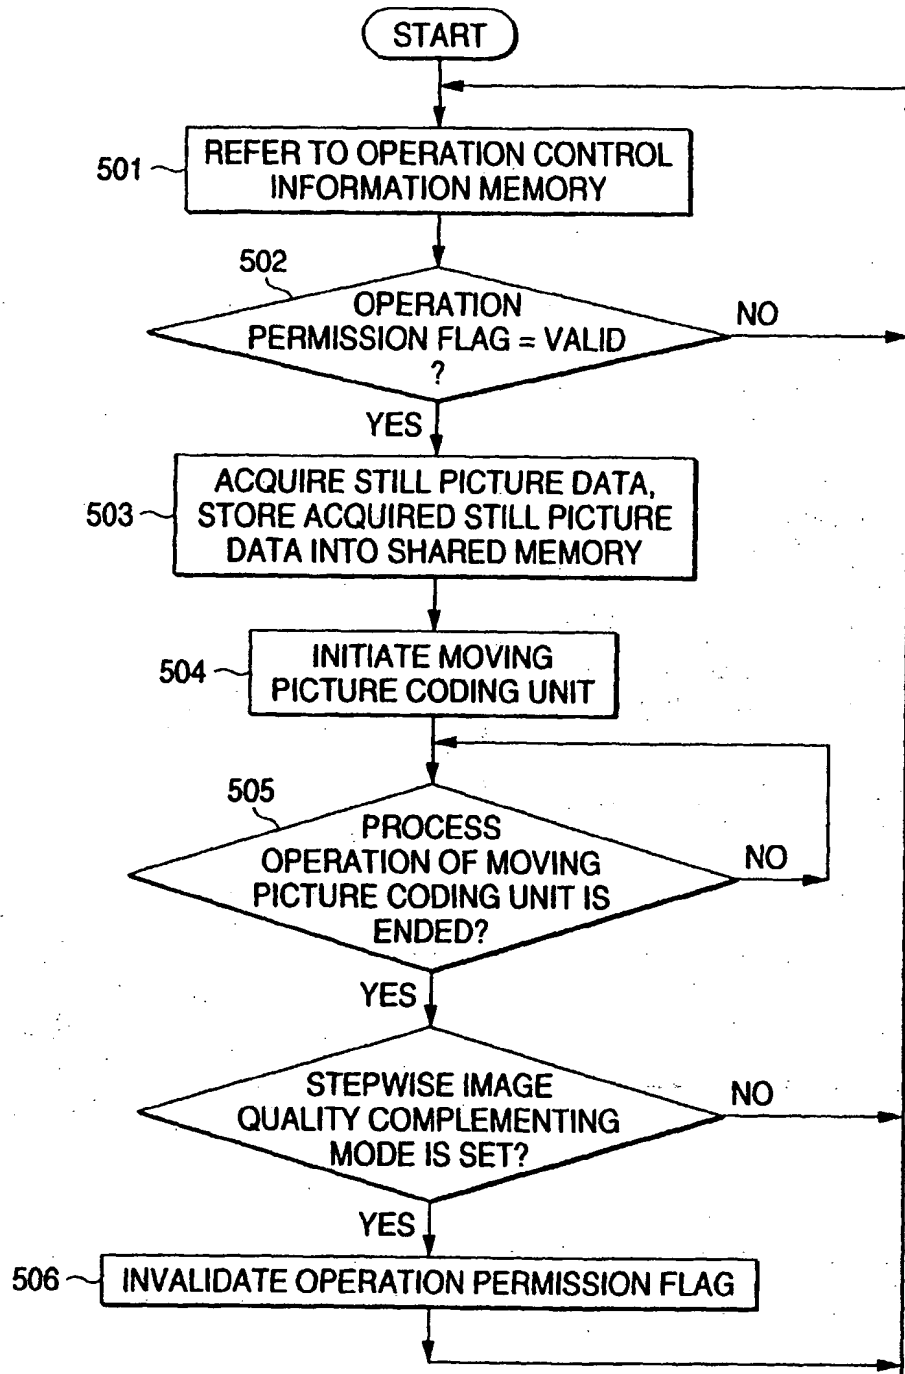 START
501
REFER TO OPERATION CONTROL
INFORMATION MEMORY
502
OPERATION
PERMISSION FLAG = VALID
?
NO
YES
503
ACQUIRE STILL PICTURE DATA,
STORE ACQUIRED STILL PICTURE
DATA INTO SHARED MEMORY
504
INITIATE MOVING
PICTURE CODING UNIT
505
PROCESS
OPERATION OF MOVING
PICTURE CODING UNIT IS
ENDED?
NO
YES
STEPWISE IMAGE
QUALITY COMPLEMENTING
MODE IS SET?
NO
YES
506
INVALIDATE OPERATION PERMISSION FLAG